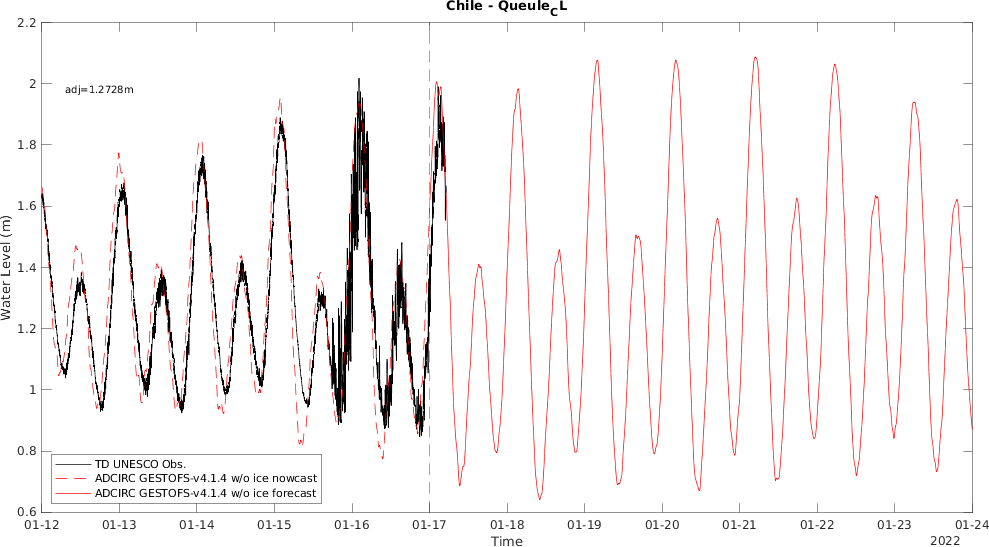 Chile - Queule_CL
2.2
2
1.8
1.6
1.4
1.2
1
0.8
0.6
Water Level (m)
adj=1.2728m
TD UNESCO Obs.
ADCIRC GESTOFS-v4.1.4 w/o ice nowcast
ADCIRC GESTOFS-v4.1.4 w/o ice forecast
01-12 01-13 01-14 01-15 01-16 01-17 01-18 01-19 01-20 01-21 01-22 01-23 01-24
Time
2022